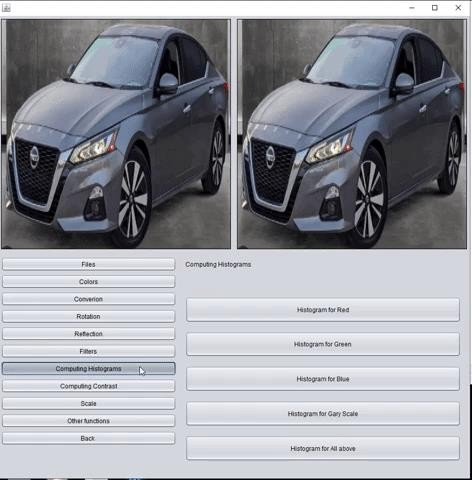 Files
Colors
Converion
Rotation
Reflection
Filters
Computing Histograms
Computing Contrast
Scale
Other functions
Back
Computing Histograms
Histogram for Red
Histogram for Green
Histogram for Blue
Histogram for Gary Scale
Histogram for All above